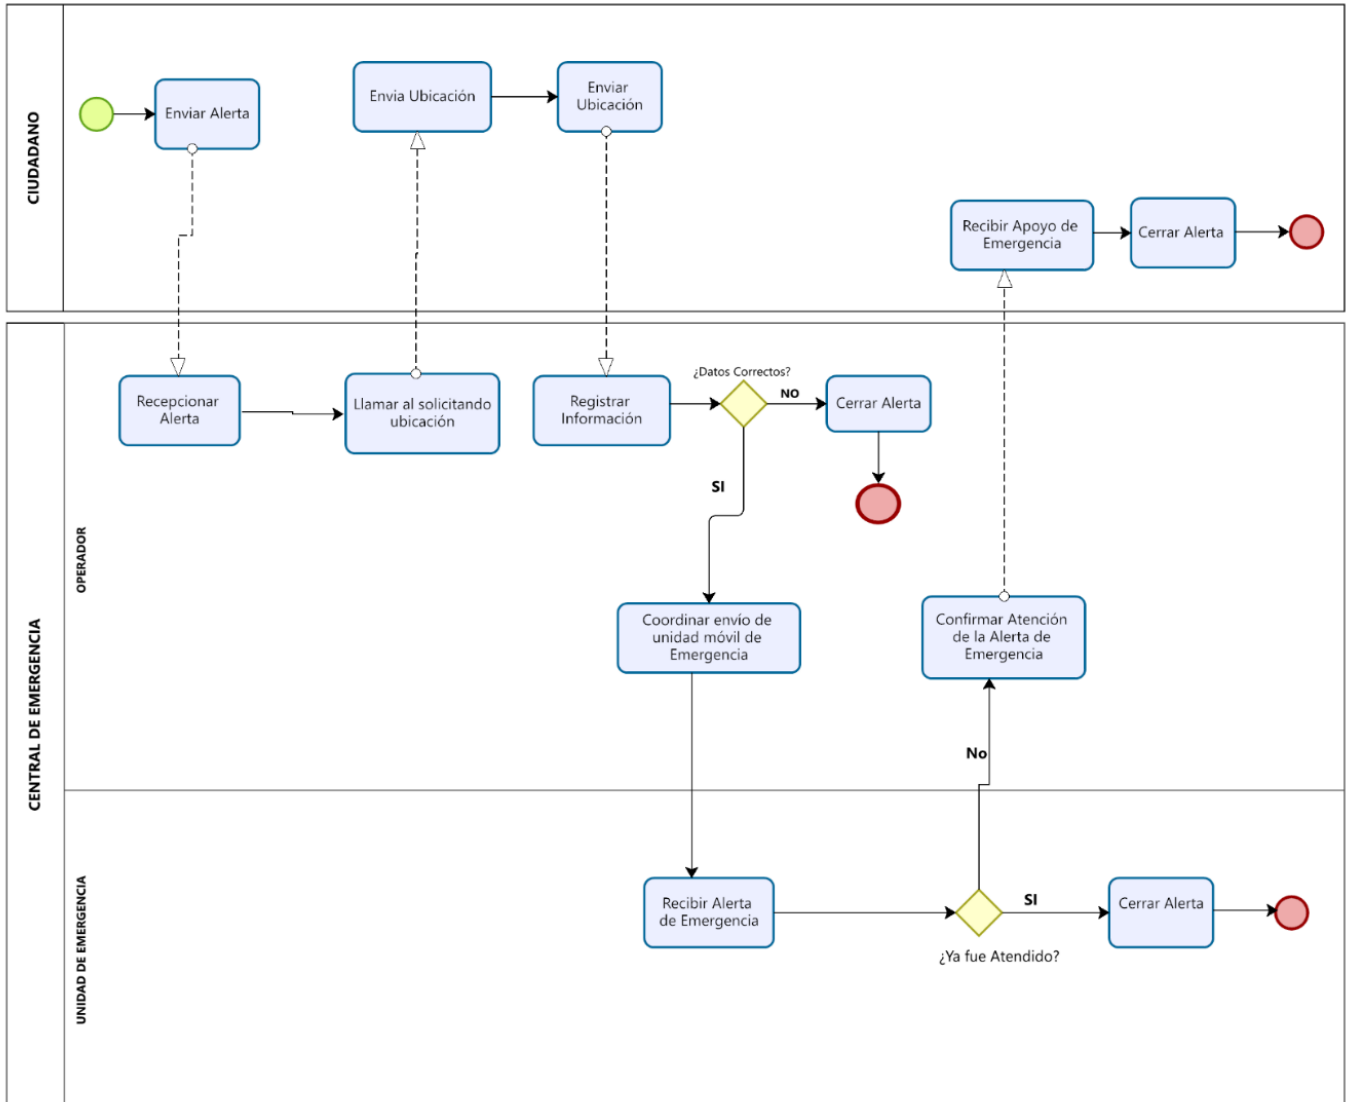 CIUDADANO
Enviar Alerta
Envia Ubicación
Enviar
Ubicación
Recibir Apoyo de
Emergencia
Cerrar Alerta
CENTRAL DE EMERGENCIA
OPERADOR
Recepcionar
Alerta
Llamar al solicitando
ubicación
Registrar
Información
¿Datos Correctos?
NO
Cerrar Alerta
SI
Coordinar envío de
unidad móvil de
Emergencia
Confirmar Atención
de la Alerta de
Emergencia
No
UNIDAD DE EMERGENCIA
Recibir Alerta
de Emergencia
¿Ya fue Atendido?
SI
Cerrar Alerta